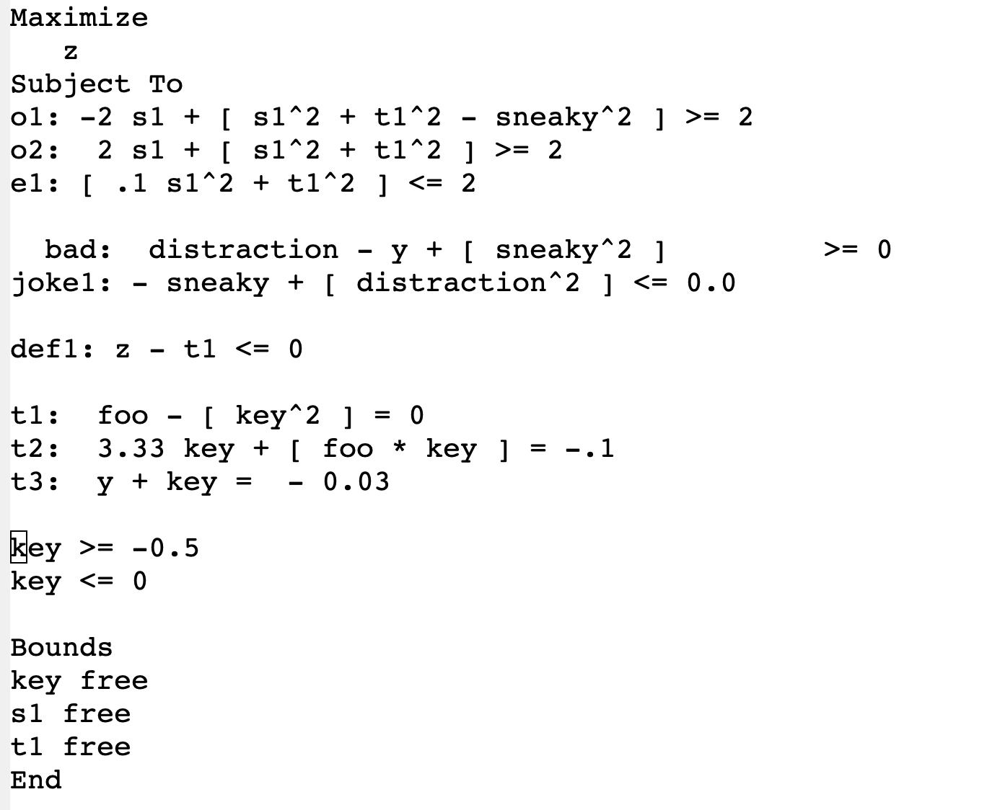 Maximize
z
Subject To
o1: -2 s1 + [ s1^2 + t1^2 - sneaky^2 ] >= 2
o2:  2 s1 + [ s1^2 + t1^2 ] >= 2
e1: [ .1 s1^2 + t1^2 ] <= 2
bad:  distraction - y + [ sneaky^2 ]         >= 0
joke1: - sneaky + [ distraction^2 ] <= 0.0
def1: z - t1 <= 0
t1:  foo - [ key^2 ] = 0
t2:  3.33 key + [ foo * key ] = -.1
t3:  y + key =  - 0.03
key >= -0.5
key <= 0
Bounds
key free
s1 free
t1 free
End